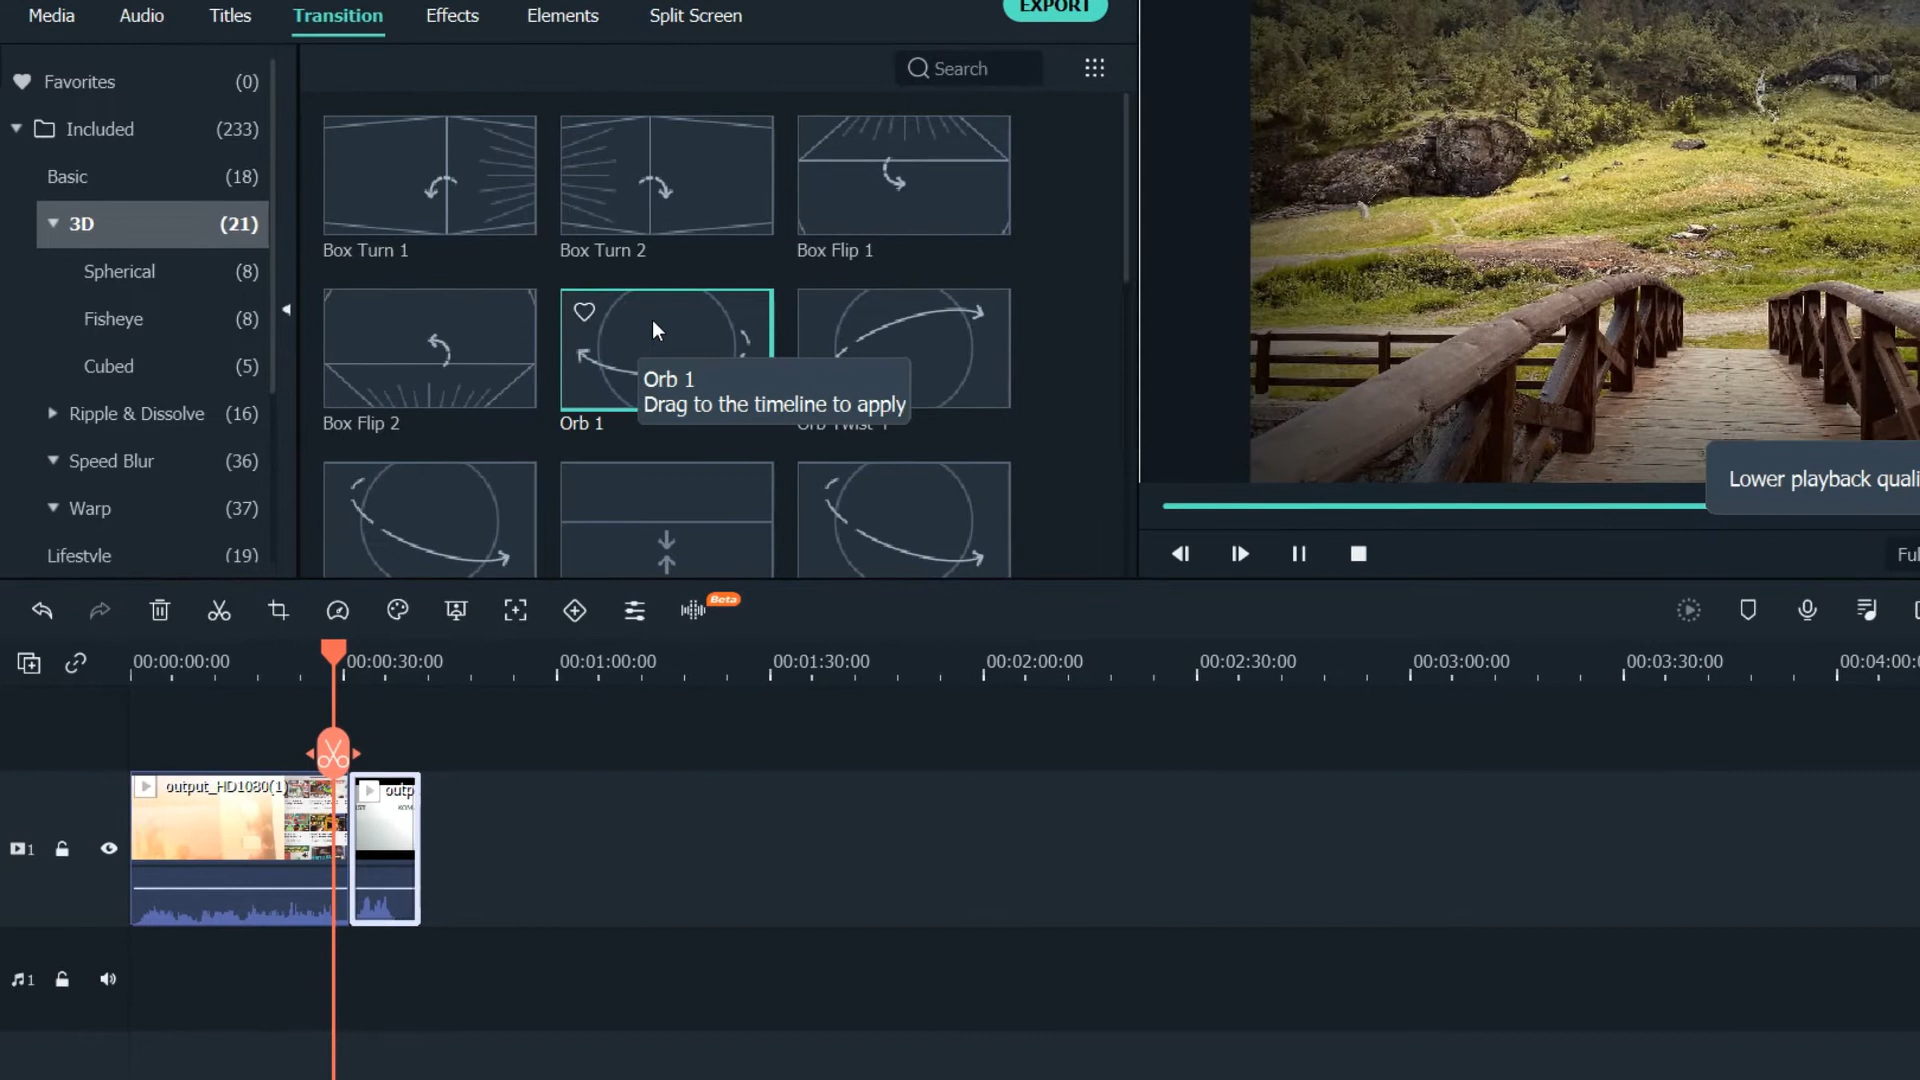 Media Audio Titles Transition Effects Elements Split Screen EXPORT
Favorites (0)
Search
Included (233)
Basic (18)
3D (21)
Spherical (8)
Fisheye (8)
Cubed (5)
Ripple & Dissolve (16)
Speed Blur (36)
Warp (37)
Lifestyle (19)
Box Turn 1 Box Turn 2 Box Flip 1
Box Flip 2 Orb 1 Orb Twist 1
Orb 1
Drag to the timeline to apply
Lower playback quali
Ful
Beta
00:00:00:00 00:00:30:00 00:01:00:00 00:01:30:00 00:02:00:00 00:02:30:00 00:03:00:00 00:03:30:00 00:04:00:0
output_HD1080(1) outp
1
1